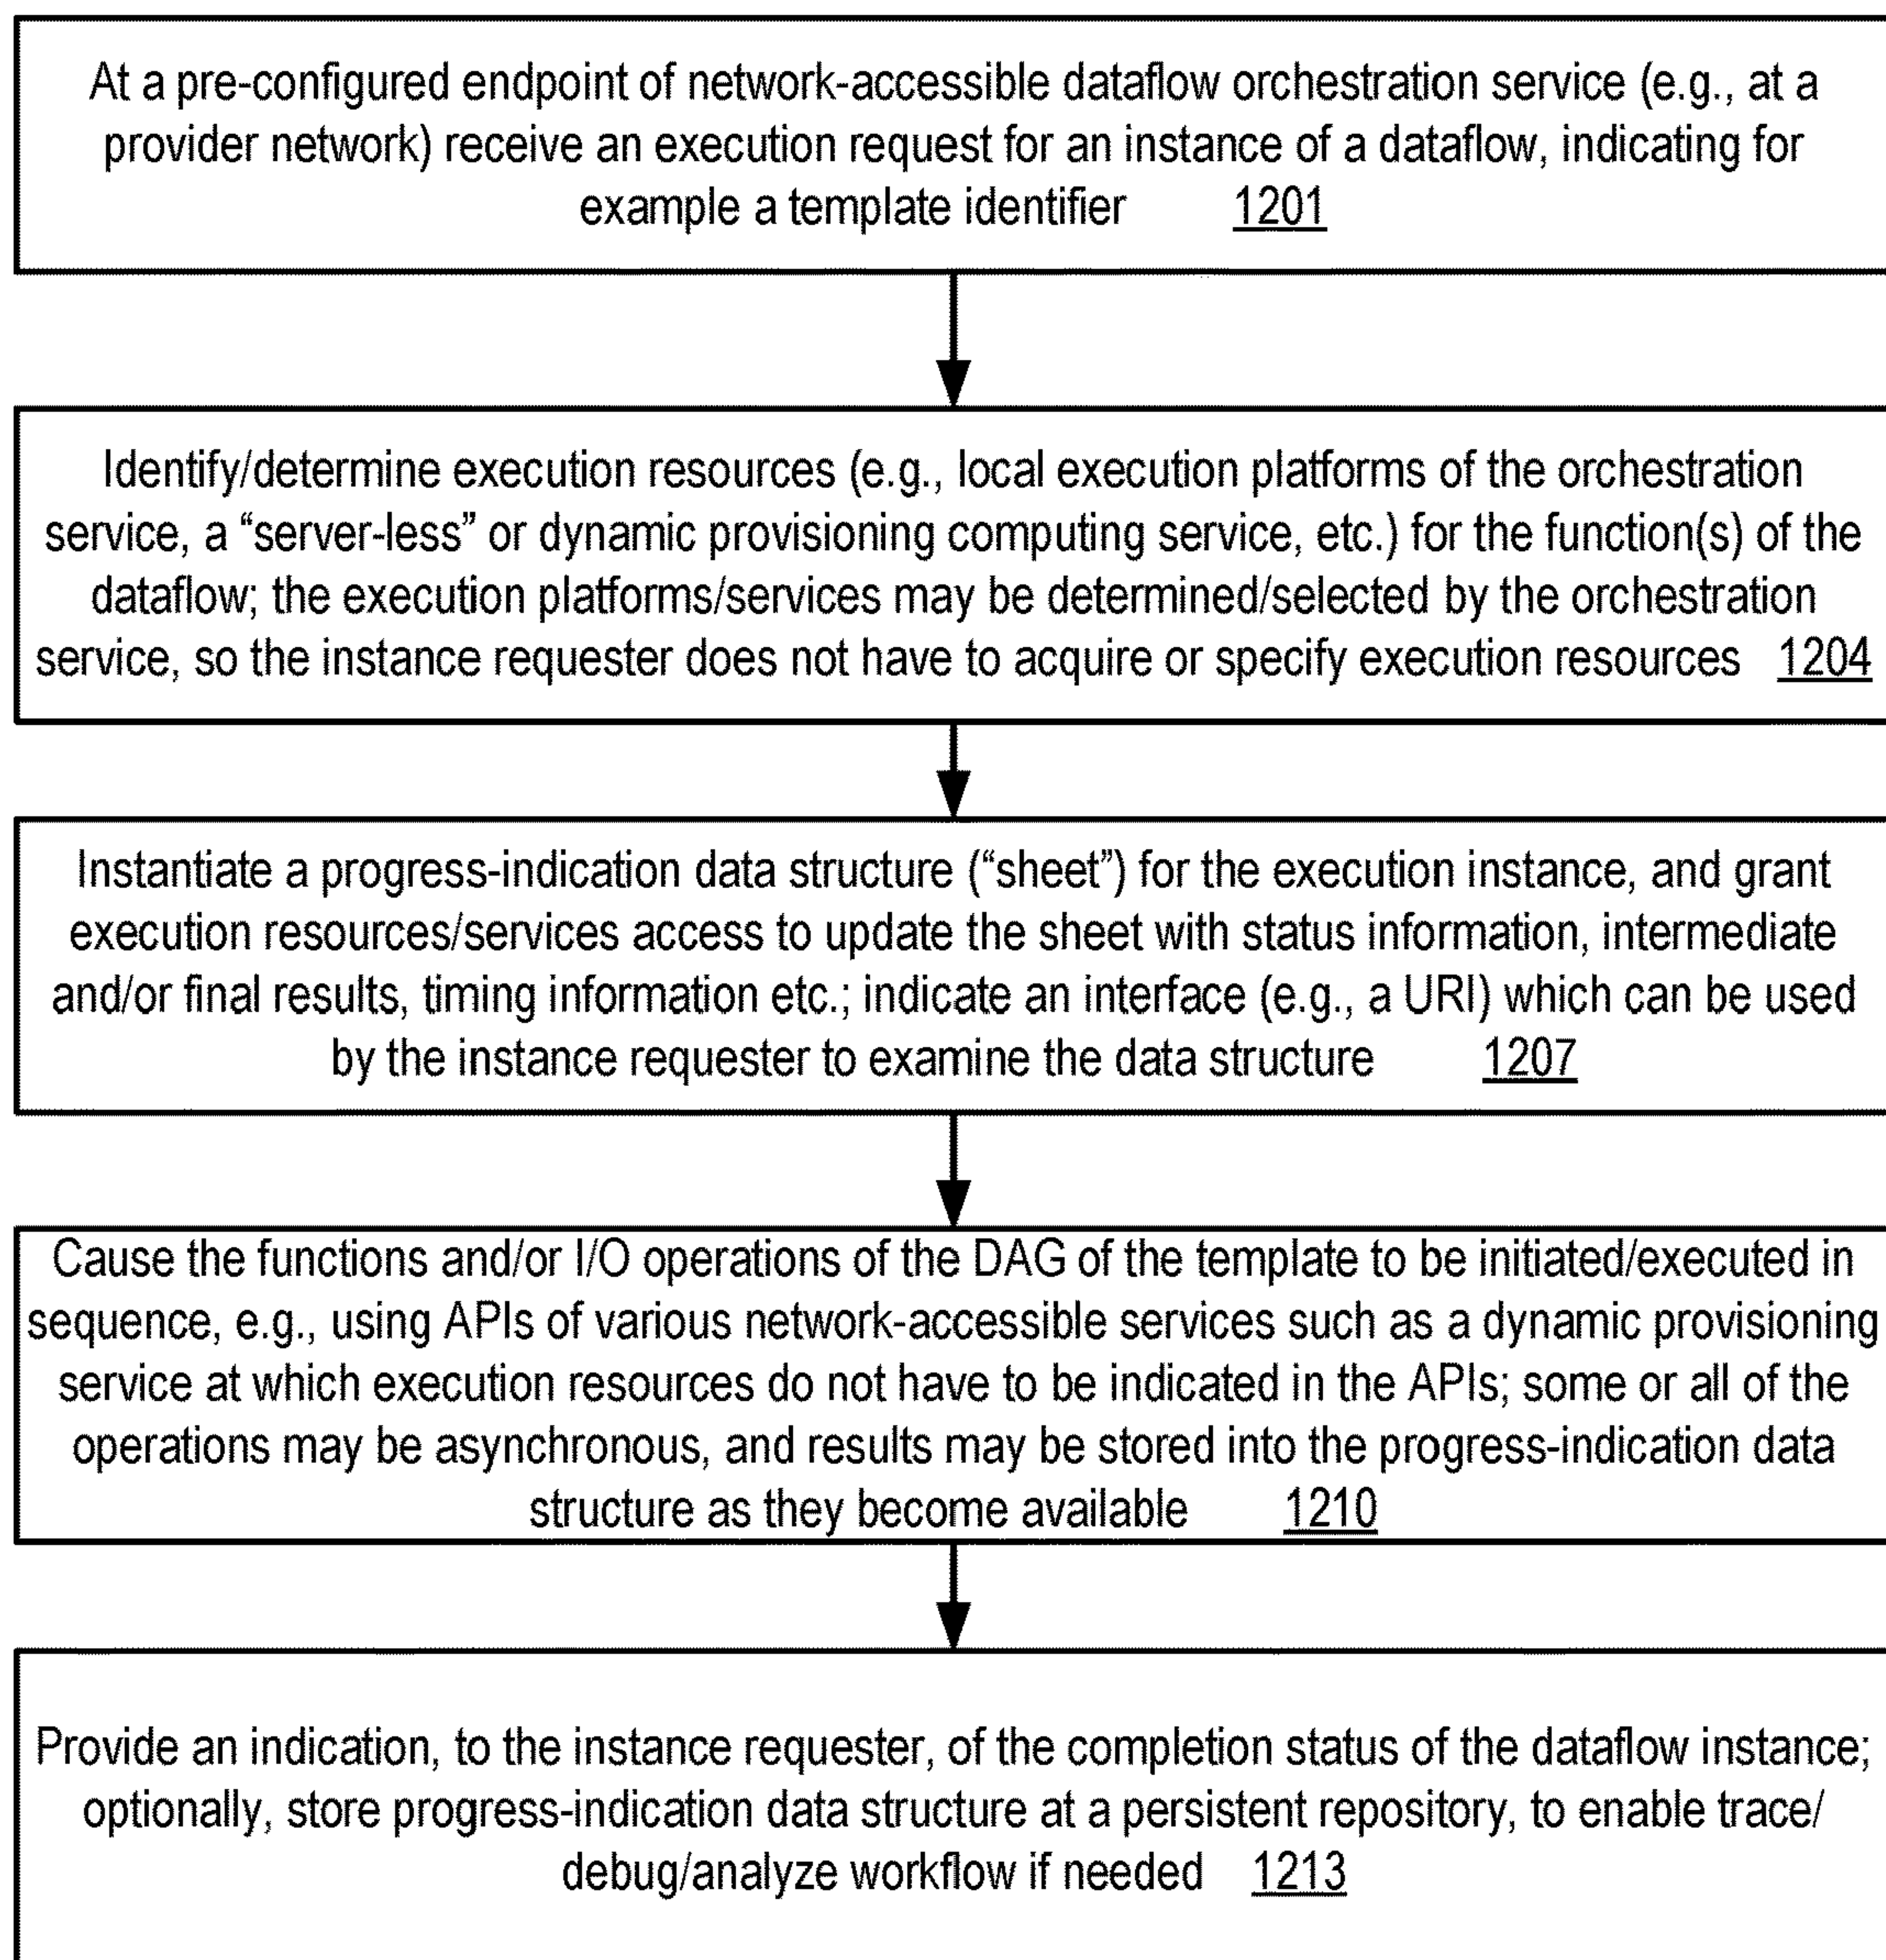 At a pre-configured endpoint of network-accessible dataflow orchestration service (e.g., at a
provider network) receive an execution request for an instance of a dataflow, indicating for
example a template identifier 1201
Identify/determine execution resources (e.g., local execution platforms of the orchestration
service, a “server-less” or dynamic provisioning computing service, etc.) for the function(s) of the
dataflow; the execution platforms/services may be determined/selected by the orchestration
service, so the instance requester does not have to acquire or specify execution resources 1204
Instantiate a progress-indication data structure (“sheet”) for the execution instance, and grant
execution resources/services access to update the sheet with status information, intermediate
and/or final results, timing information etc.; indicate an interface (e.g., a URI) which can be used
by the instance requester to examine the data structure 1207
Cause the functions and/or I/O operations of the DAG of the template to be initiated/executed in
sequence, e.g., using APIs of various network-accessible services such as a dynamic provisioning
service at which execution resources do not have to be indicated in the APIs; some or all of the
operations may be asynchronous, and results may be stored into the progress-indication data
structure as they become available 1210
Provide an indication, to the instance requester, of the completion status of the dataflow instance;
optionally, store progress-indication data structure at a persistent repository, to enable trace/
debug/analyze workflow if needed 1213